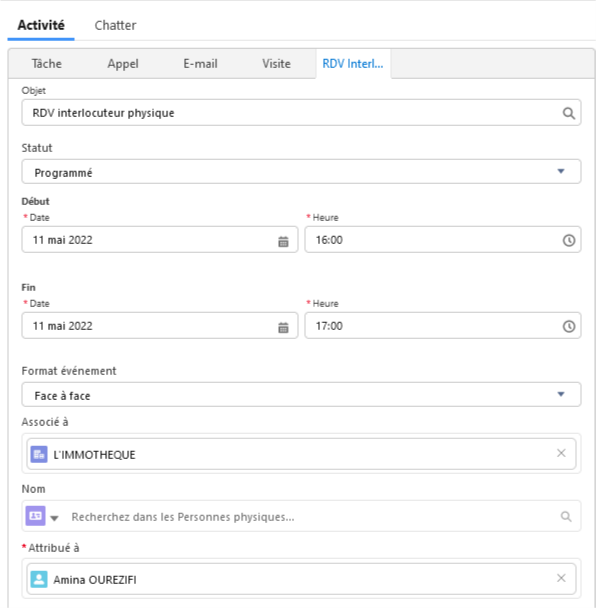 Activité Chatter
Tâche Appel E-mail Visite RDV Interl...
Objet
RDV interlocuteur physique
Statut
Programmé
Début
* Date * Heure
11 mai 2022 16:00
Fin
* Date * Heure
11 mai 2022 17:00
Format événement
Face à face
Associé à
L'IMMOTHEQUE
Nom
Recherchez dans les Personnes physiques...
* Attribué à
Amina OUREZIFI